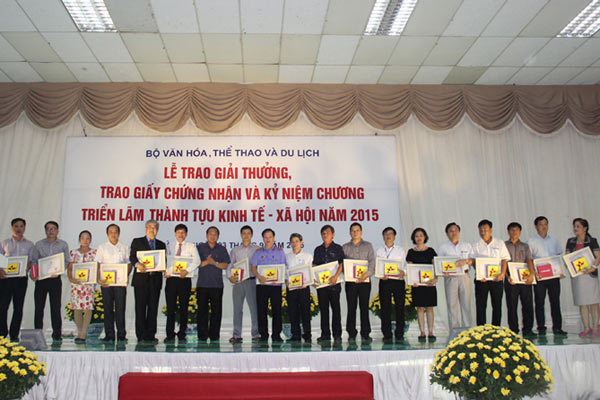 BỘ VĂN HÓA, THỂ THAO VÀ DU LỊCH
LỄ TRAO GIẢI THƯỞNG,
TRAO GIẤY CHỨNG NHẬN VÀ KỶ NIỆM CHƯƠNG
TRIỂN LÃM THÀNH TỰU KINH TẾ - XÃ HỘI NĂM 2015